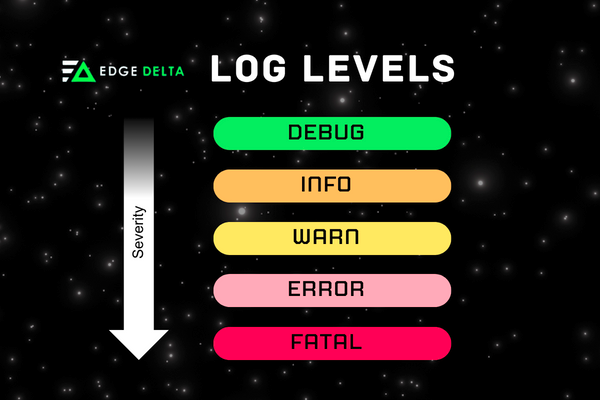 EDGE DELTA
LOG LEVELS
DEBUG
INFO
WARN
ERROR
FATAL
Severity